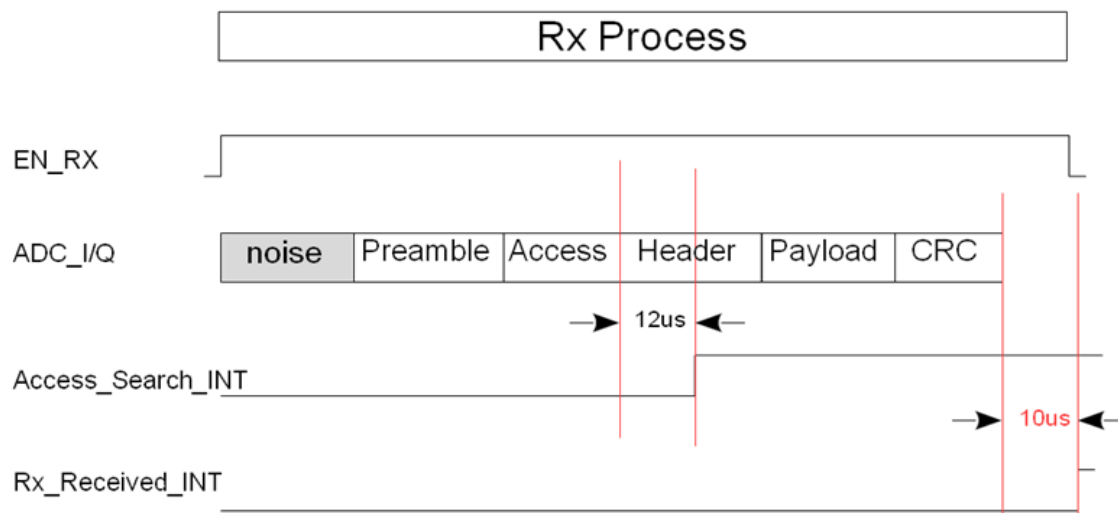 Rx Process
EN_RX
ADC_I/Q
noise Preamble Access Header Payload CRC
12us
Access_Search_INT
10us
Rx_Received_INT